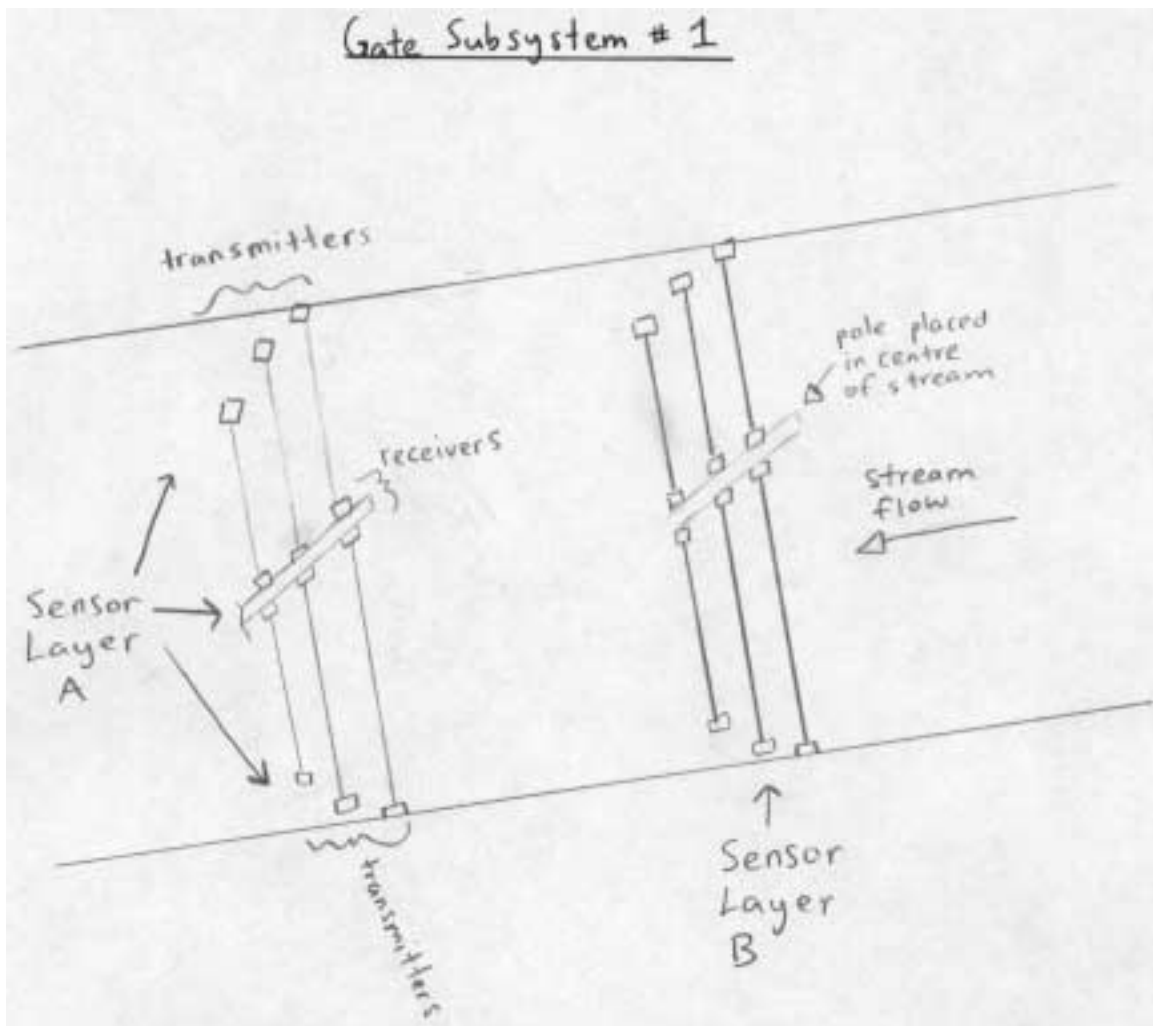 Gate Subsystem # 1
transmitters
pole placed
in centre
of stream
receivers
stream
flow
Sensor
Layer
A
transmitters
Sensor
Layer
B